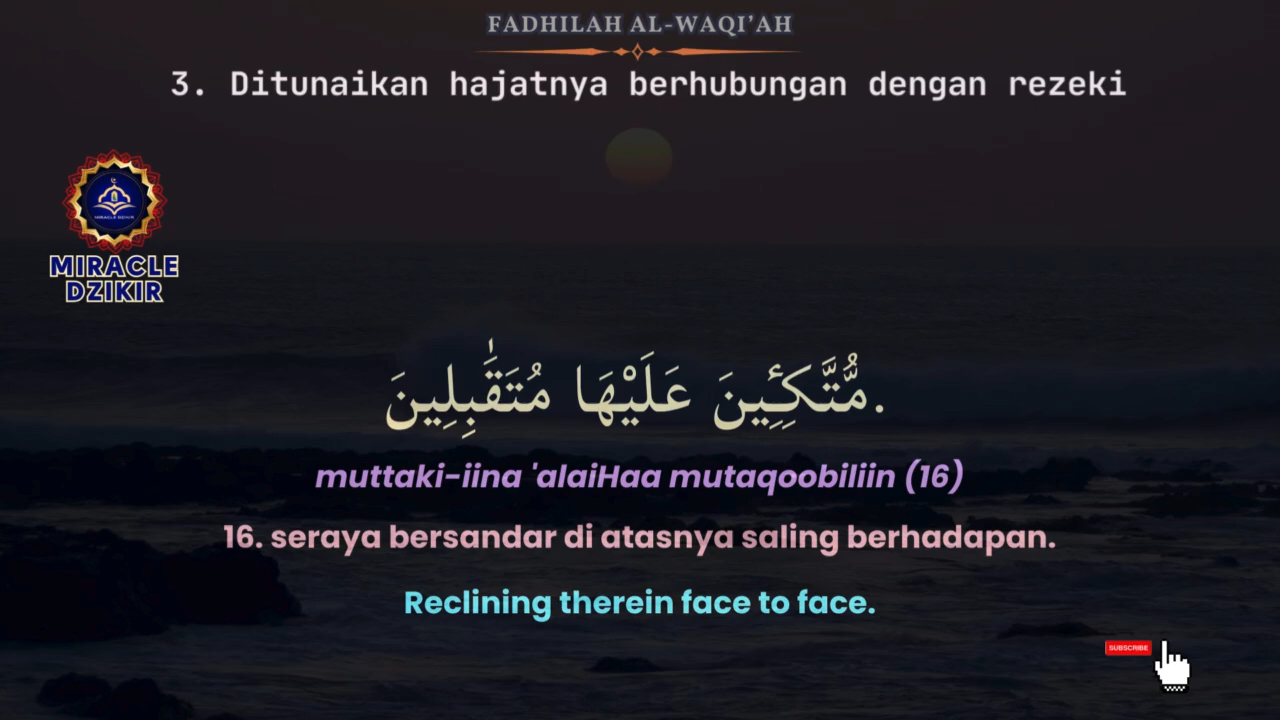 FADHILAH AL-WAQI'AH
3. Ditunaikan hajatnya berhubungan dengan rezeki
MIRACLE
DZIKIR
.مُّتَّكِـِٔينَ عَلَيْهَا مُتَقَٰبِلِينَ
muttaki-iina 'alaiHaa mutaqoobiliin (16)
16. seraya bersandar di atasnya saling berhadapan.
Reclining therein face to face.
SUBSCRIBE